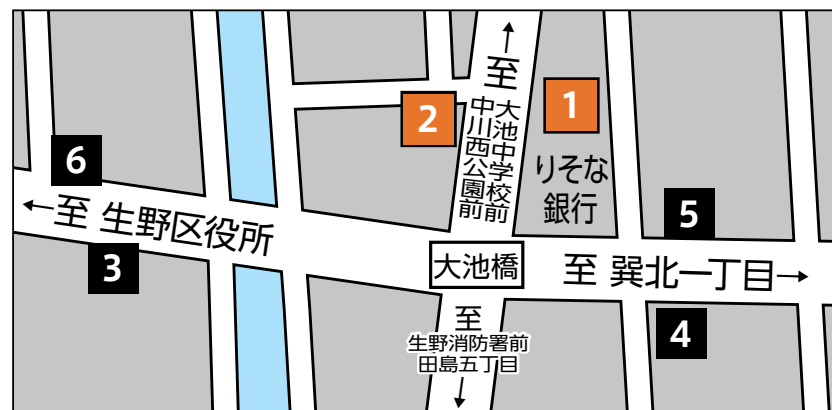 ↑
至
大池中学校前
中川西公園前
1
2
りそな
銀行
6
←至 生野区役所
3
大池橋
5
至 巽北一丁目→
4
至
生野消防署前
田島五丁目
↓